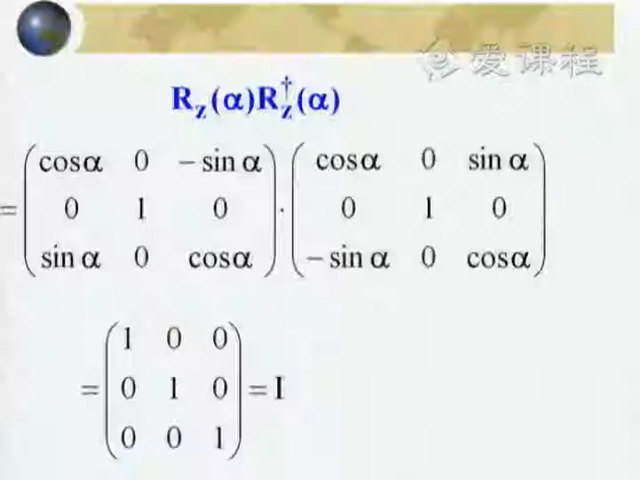 爱课程
R_z(α)R_z^†(α)
= ( cosα 0 −sinα ) · ( cosα 0 sinα )
( 0 1 0 ) ( 0 1 0 )
( sinα 0 cosα ) ( −sinα 0 cosα )
= ( 1 0 0 )
( 0 1 0 ) = I
( 0 0 1 )